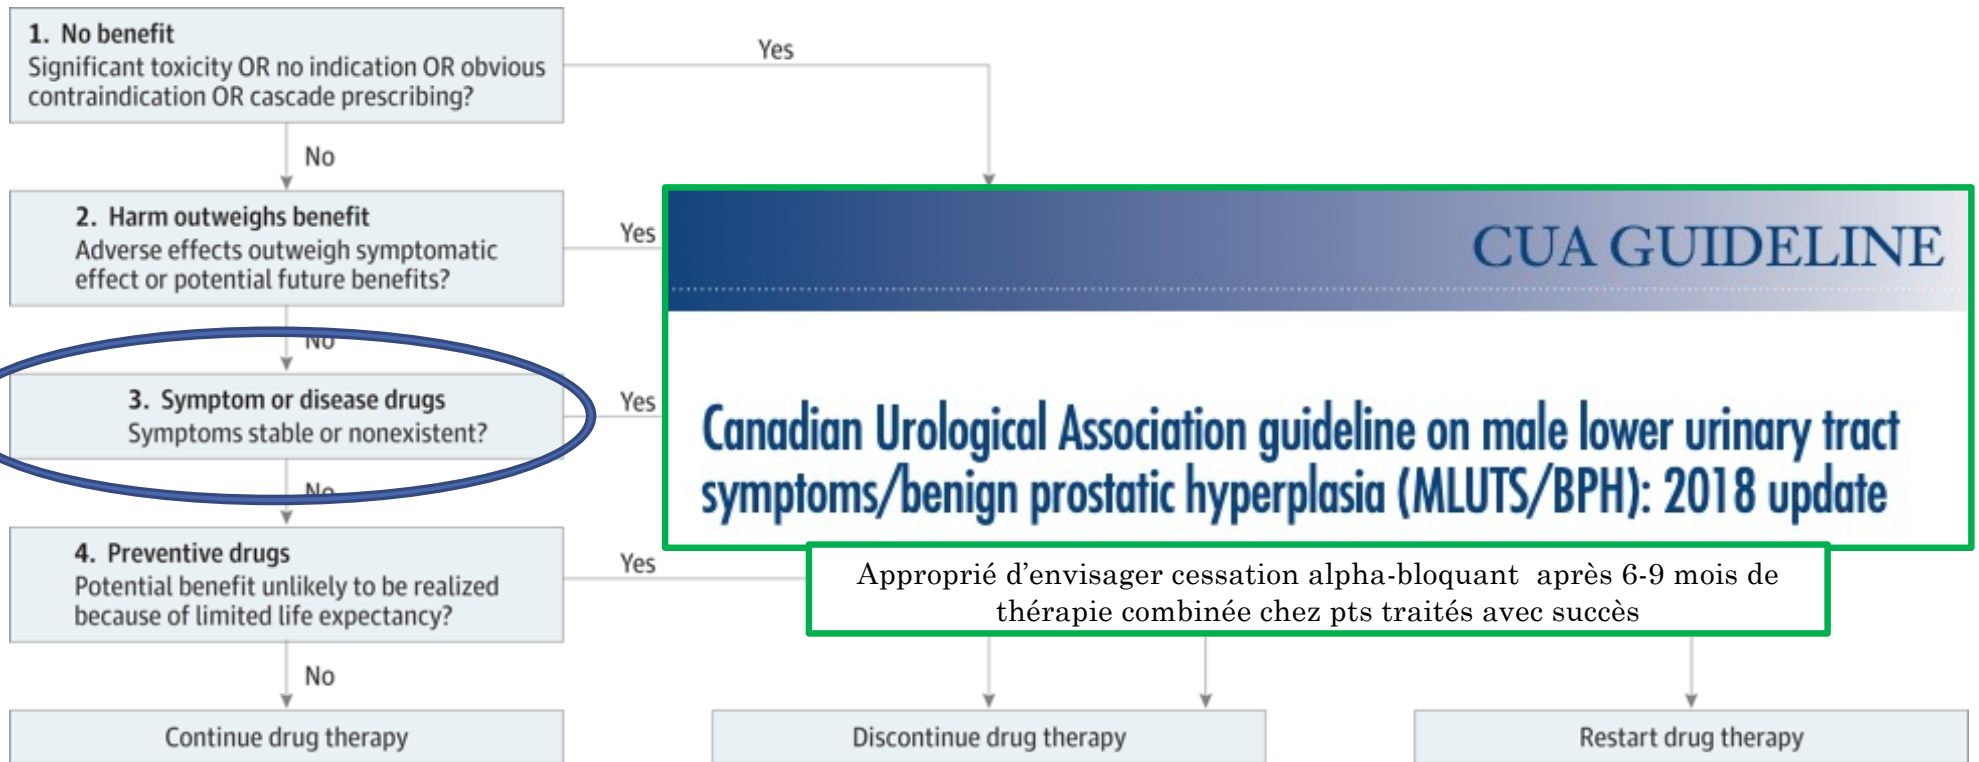 1. No benefit
Significant toxicity OR no indication OR obvious
contraindication OR cascade prescribing?
Yes
No
2. Harm outweighs benefit
Adverse effects outweigh symptomatic
effect or potential future benefits?
Yes
CUA GUIDELINE
No
3. Symptom or disease drugs
Symptoms stable or nonexistent?
Yes
Canadian Urological Association guideline on male lower urinary tract
symptoms/benign prostatic hyperplasia (MLUTS/BPH): 2018 update
No
4. Preventive drugs
Potential benefit unlikely to be realized
because of limited life expectancy?
Yes
Approprié d’envisager cessation alpha-bloquant après 6-9 mois de
thérapie combinée chez pts traités avec succès
No
Continue drug therapy
Discontinue drug therapy
Restart drug therapy